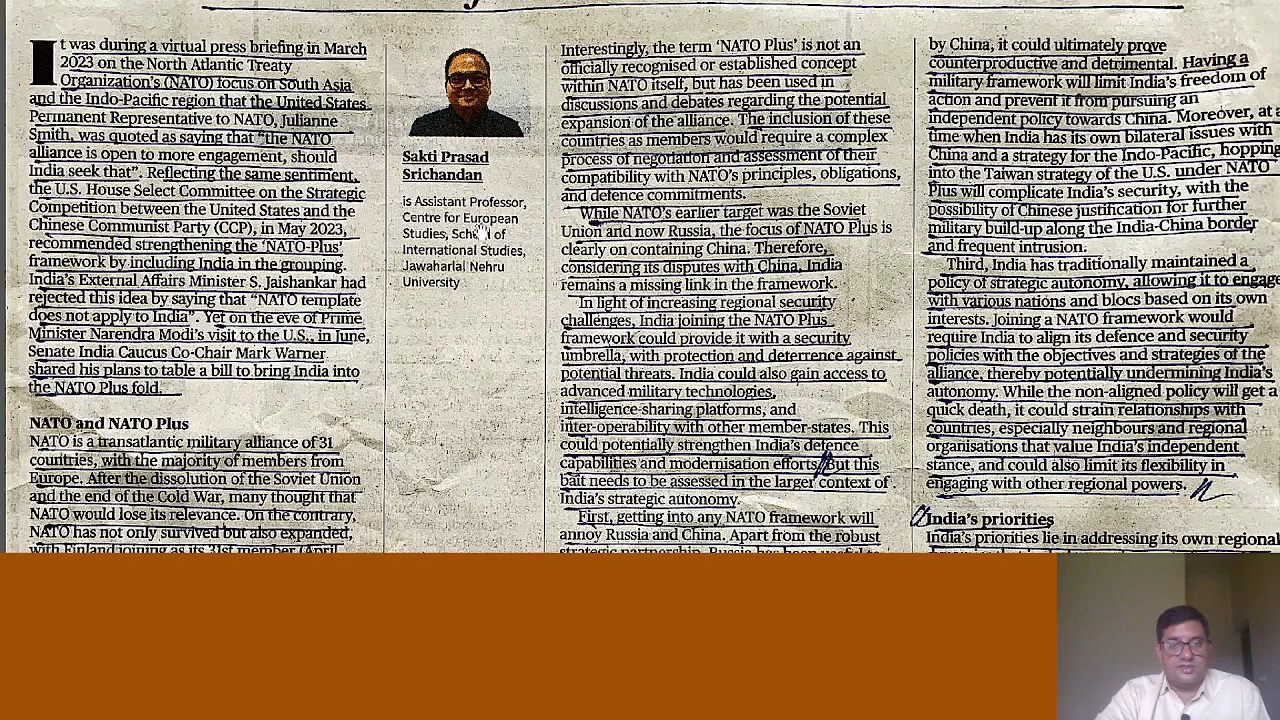 It was during a virtual press briefing in March
2023 on the North Atlantic Treaty
Organization's (NATO) focus on South Asia
and the Indo-Pacific region that the United States
Permanent Representative to NATO, Julianne
Smith, was quoted as saying that "the NATO
alliance is open to more engagement, should
India seek that". Reflecting the same sentiment,
the U.S. House Select Committee on the Strategic
Competition between the United States and the
Chinese Communist Party (CCP), in May 2023,
recommended strengthening the 'NATO-Plus'
framework by including India in the grouping.
India's External Affairs Minister S. Jaishankar had
rejected this idea by saying that "NATO template
does not apply to India". Yet on the eve of Prime
Minister Narendra Modi's visit to the U.S., in June,
Senate India Caucus Co-Chair Mark Warner
shared his plans to table a bill to bring India into
the NATO Plus fold.
NATO and NATO Plus
NATO is a transatlantic military alliance of 31
countries, with the majority of members from
Europe. After the dissolution of the Soviet Union
and the end of the Cold War, many thought that
NATO would lose its relevance. On the contrary,
NATO has not only survived but also expanded,
with Finland joining as its 31st member (April
Sakti Prasad
Srichandan
is Assistant Professor,
Centre for European
Studies, School of
International Studies,
Jawaharlal Nehru
University
Interestingly, the term 'NATO Plus' is not an
officially recognised or established concept
within NATO itself, but has been used in
discussions and debates regarding the potential
expansion of the alliance. The inclusion of these
countries as members would require a complex
process of negotiation and assessment of their
compatibility with NATO's principles, obligations,
and defence commitments.
While NATO's earlier target was the Soviet
Union and now Russia, the focus of NATO Plus is
clearly on containing China. Therefore,
considering its disputes with China, India
remains a missing link in the framework.
In light of increasing regional security
challenges, India joining the NATO Plus
framework could provide it with a security
umbrella, with protection and deterrence against
potential threats. India could also gain access to
advanced military technologies,
intelligence-sharing platforms, and
inter-operability with other member-states. This
could potentially strengthen India's defence
capabilities and modernisation efforts. But this
bait needs to be assessed in the larger context of
India's strategic autonomy.
First, getting into any NATO framework will
annoy Russia and China. Apart from the robust
strategic partnership, Russia has been useful to
by China, it could ultimately prove
counterproductive and detrimental. Having a
military framework will limit India's freedom of
action and prevent it from pursuing an
independent policy towards China. Moreover, at a
time when India has its own bilateral issues with
China and a strategy for the Indo-Pacific, hopping
into the Taiwan strategy of the U.S. under NATO
Plus will complicate India's security, with the
possibility of Chinese justification for further
military build-up along the India-China border
and frequent intrusion.
Third, India has traditionally maintained a
policy of strategic autonomy, allowing it to engage
with various nations and blocs based on its own
interests. Joining a NATO framework would
require India to align its defence and security
policies with the objectives and strategies of the
alliance, thereby potentially undermining India's
autonomy. While the non-aligned policy will get a
quick death, it could strain relationships with
countries, especially neighbours and regional
organisations that value India's independent
stance, and could also limit its flexibility in
engaging with other regional powers.
India's priorities
India's priorities lie in addressing its own regional